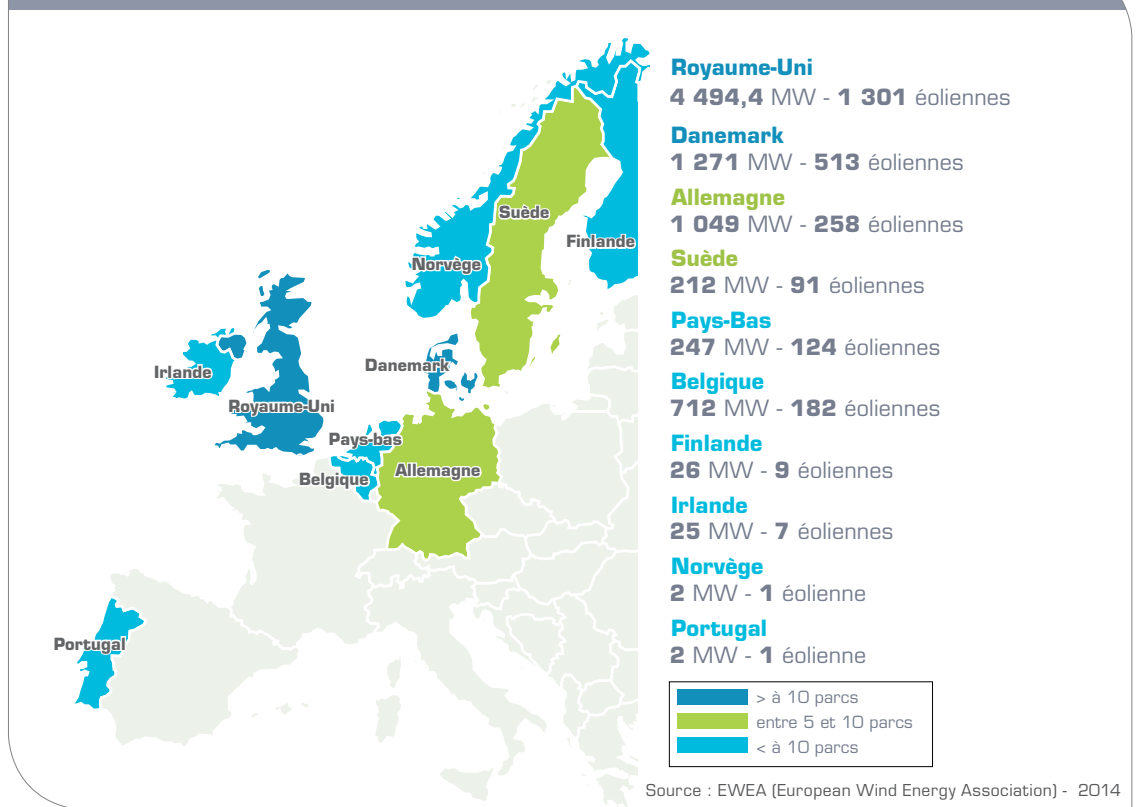 Royaume-Uni
4 494,4 MW - 1 301 éoliennes
Danemark
1 271 MW - 513 éoliennes
Allemagne
1 049 MW - 258 éoliennes
Suède
212 MW - 91 éoliennes
Pays-Bas
247 MW - 124 éoliennes
Belgique
712 MW - 182 éoliennes
Finlande
26 MW - 9 éoliennes
Irlande
25 MW - 7 éoliennes
Norvège
2 MW - 1 éolienne
Portugal
2 MW - 1 éolienne
> à 10 parcs
entre 5 et 10 parcs
< à 10 parcs
Suède
Finlande
Norvège
Danemark
Irlande
Royaume-Uni
Pays-bas
Allemagne
Belgique
Portugal
Source : EWEA (European Wind Energy Association) - 2014